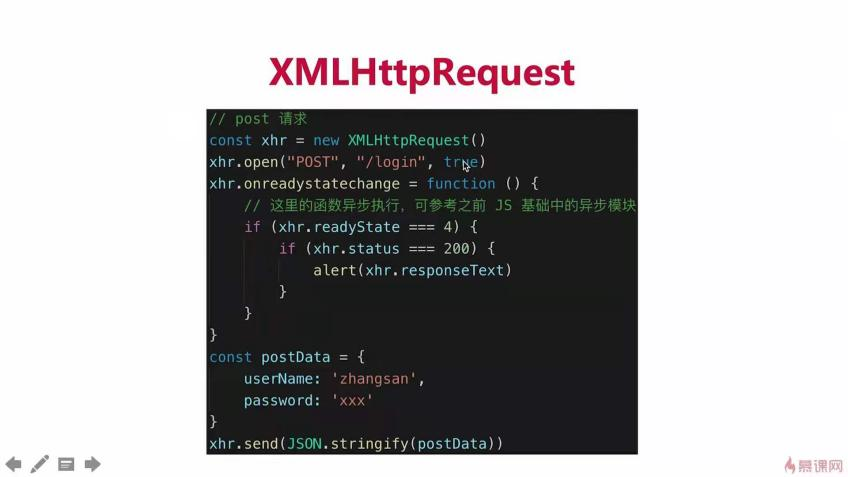 XMLHttpRequest
// post 请求
const xhr = new XMLHttpRequest()
xhr.open("POST", "/login", true)
xhr.onreadystatechange = function () {
    // 这里的函数异步执行，可参考之前 JS 基础中的异步模块
    if (xhr.readyState === 4) {
        if (xhr.status === 200) {
            alert(xhr.responseText)
        }
    }
}
const postData = {
    userName: 'zhangsan',
    password: 'xxx'
}
xhr.send(JSON.stringify(postData))
慕课网